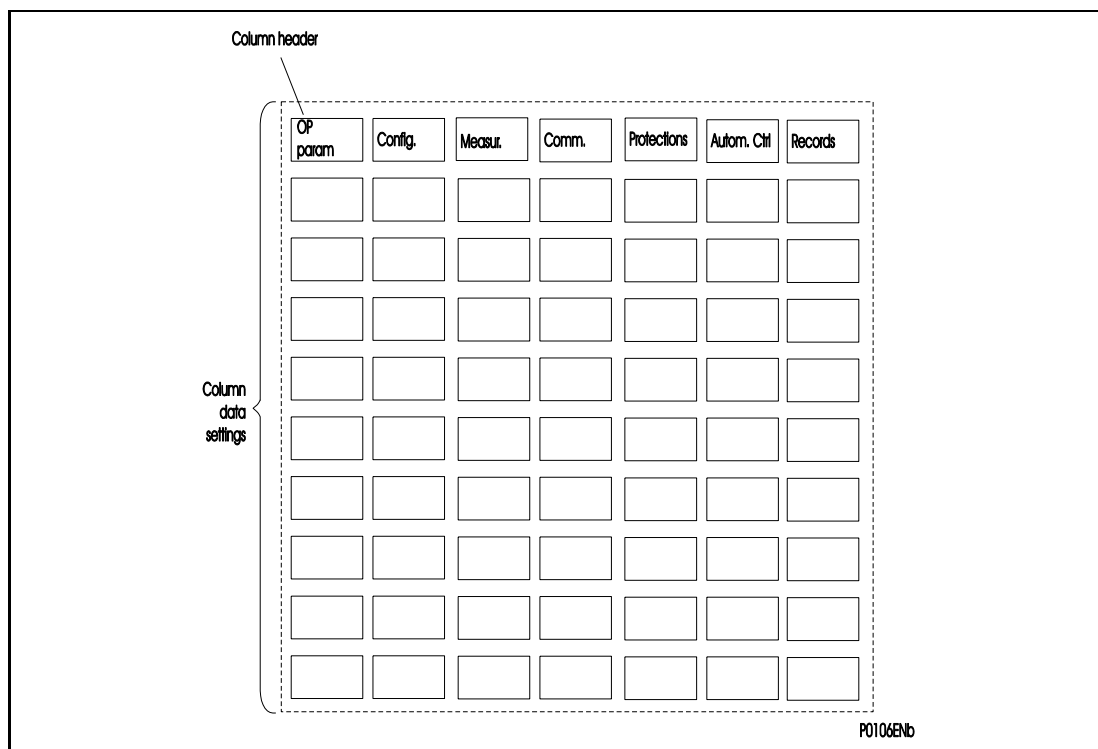 Column header
OP
param
Config.
Measur.
Comm.
Protections
Autom. Ctrl
Records
Column
data
settings
P0106ENb